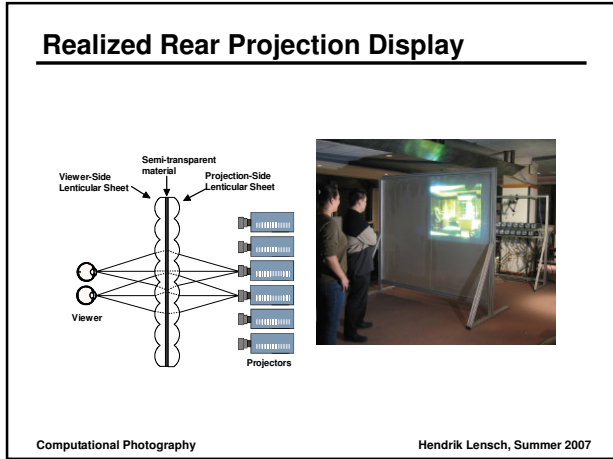 Realized Rear Projection Display
Semi-transparent
material
Viewer-Side
Lenticular Sheet
Projection-Side
Lenticular Sheet
Viewer
Projectors
Computational Photography
Hendrik Lensch, Summer 2007